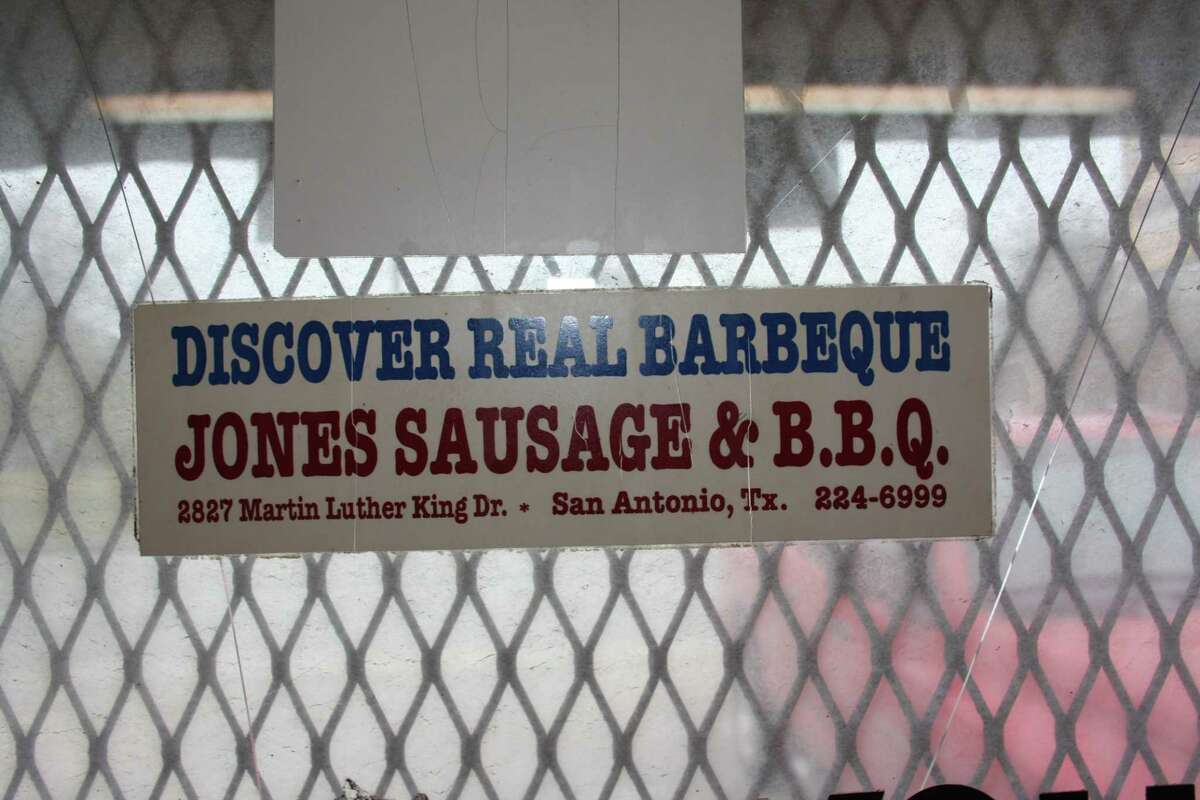 DISCOVER REAL BARBEQUE
JONES SAUSAGE & B.B.Q.
2827 Martin Luther King Dr. * San Antonio, Tx. 224-6999